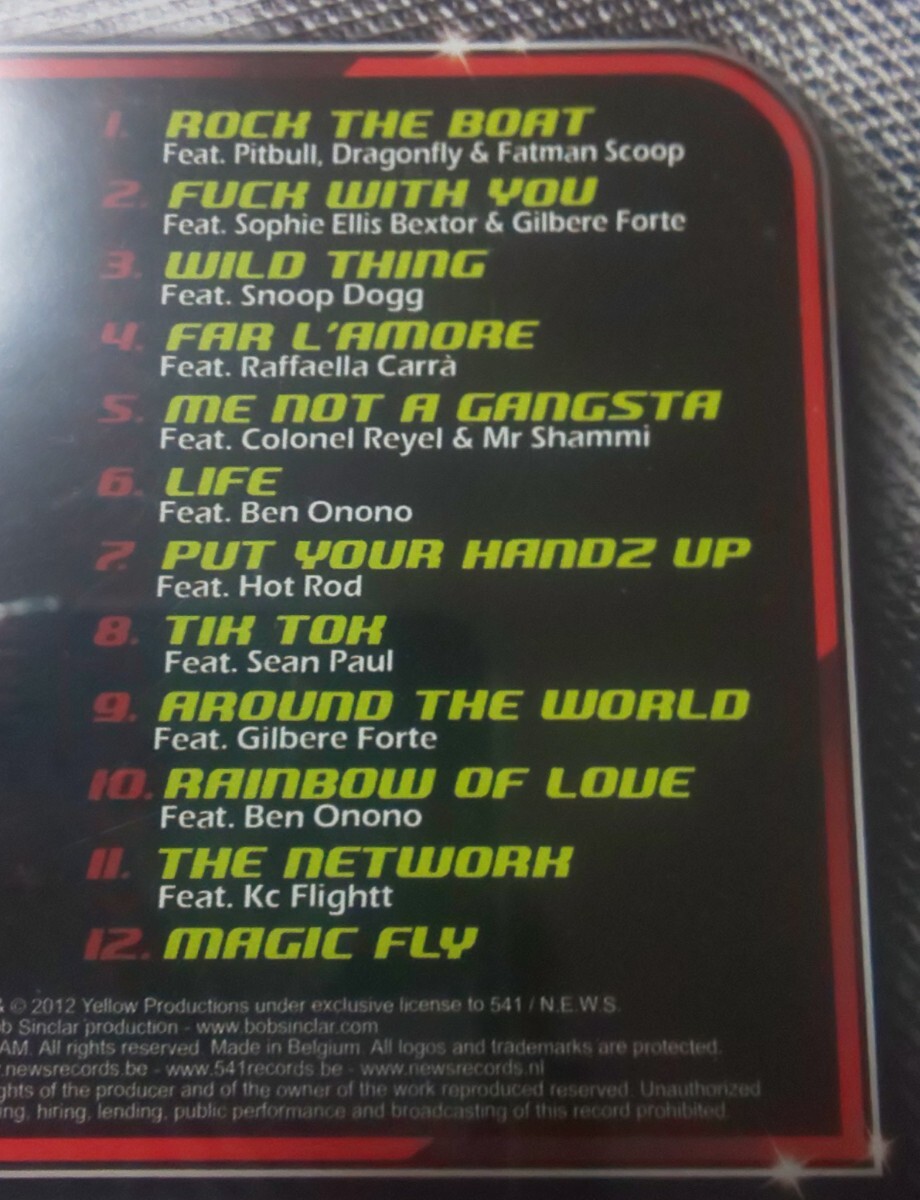 1. ROCK THE BOAT
Feat. Pitbull, Dragonfly & Fatman Scoop
2. FUCK WITH YOU
Feat. Sophie Ellis Bextor & Gilbere Forte
3. WILD THING
Feat. Snoop Dogg
4. FAR L'AMORE
Feat. Raffaella Carrà
5. ME NOT A GANGSTA
Feat. Colonel Reyel & Mr Shammi
6. LIFE
Feat. Ben Onono
7. PUT YOUR HANDZ UP
Feat. Hot Rod
8. TIK TOK
Feat. Sean Paul
9. AROUND THE WORLD
Feat. Gilbere Forte
10. RAINBOW OF LOVE
Feat. Ben Onono
11. THE NETWORK
Feat. Kc Flightt
12. MAGIC FLY
& © 2012 Yellow Productions under exclusive license to 541 / N.E.W.S.
b Sinclar production - www.bobsinclar.com
AM. All rights reserved. Made in Belgium. All logos and trademarks are protected.
.newsrecords.be - www.541records.be - www.newsrecords.nl
ghts of the producer and of the owner of the work reproduced reserved. Unauthorized
ing, hiring, lending, public performance and broadcasting of this record prohibited.